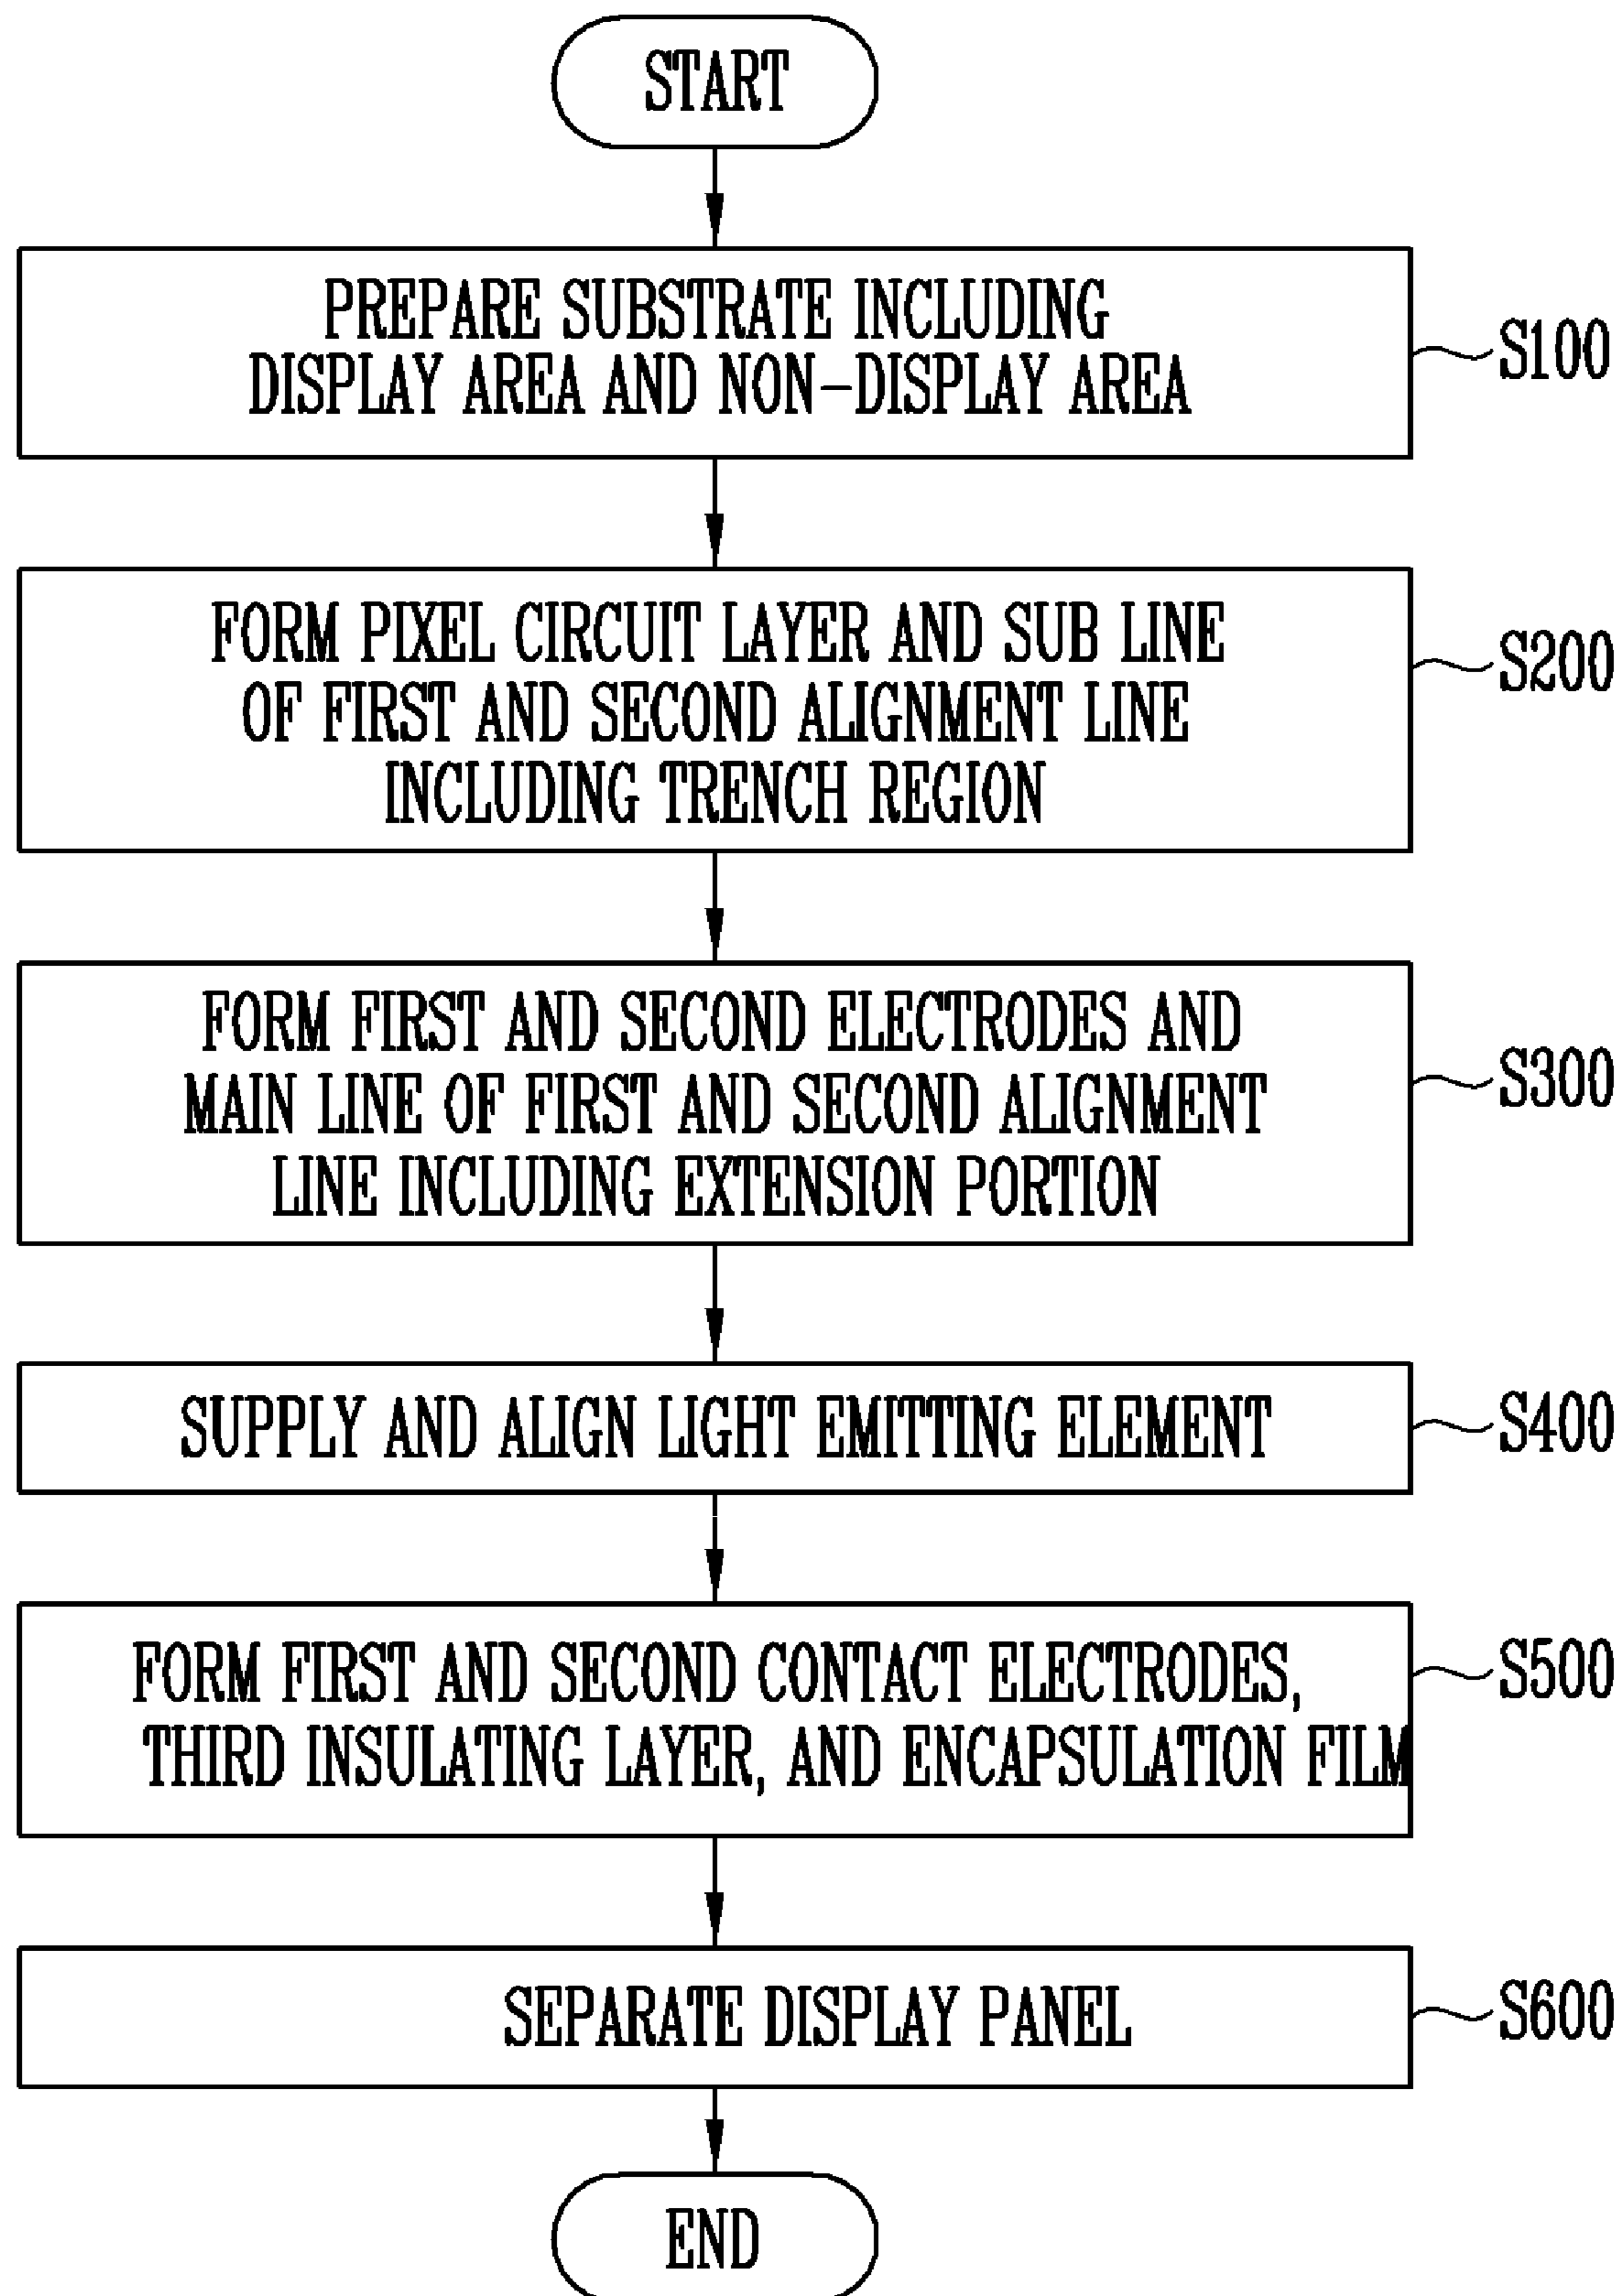 START
PREPARE SUBSTRATE INCLUDING
DISPLAY AREA AND NON-DISPLAY AREA
S100
FORM PIXEL CIRCUIT LAYER AND SUB LINE
OF FIRST AND SECOND ALIGNMENT LINE
INCLUDING TRENCH REGION
S200
FORM FIRST AND SECOND ELECTRODES AND
MAIN LINE OF FIRST AND SECOND ALIGNMENT
LINE INCLUDING EXTENSION PORTION
S300
SUPPLY AND ALIGN LIGHT EMITTING ELEMENT
S400
FORM FIRST AND SECOND CONTACT ELECTRODES,
THIRD INSULATING LAYER, AND ENCAPSULATION FILM
S500
SEPARATE DISPLAY PANEL
S600
END